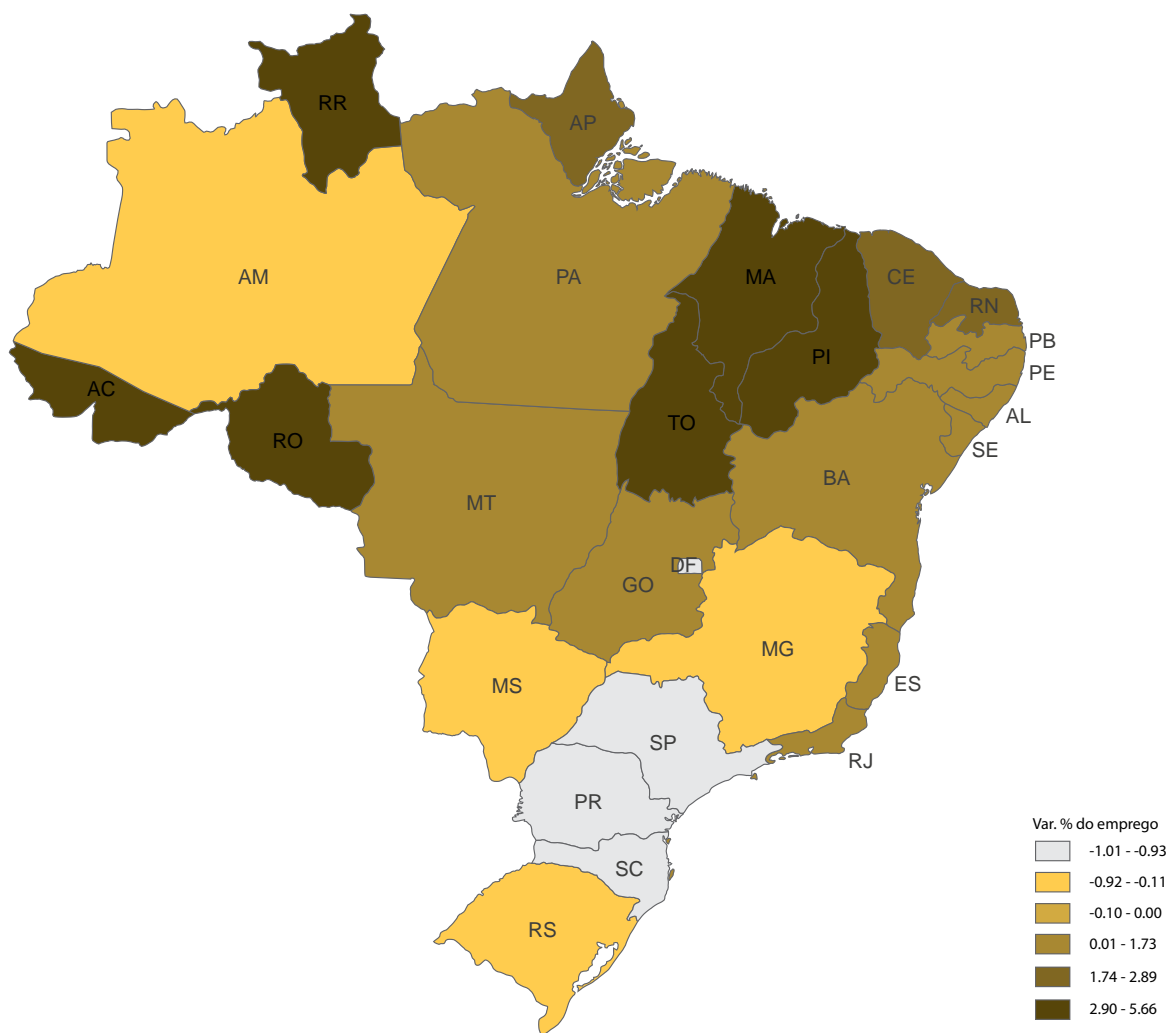 RR
AP
AM
PA
MA
CE
RN
PB
PI
PE
AC
AL
TO
RO
SE
BA
MT
DF
GO
MG
MS
ES
SP
RJ
PR
SC
RS
Var. % do emprego
-1.01 - -0.93
-0.92 - -0.11
-0.10 - 0.00
0.01 - 1.73
1.74 - 2.89
2.90 - 5.66